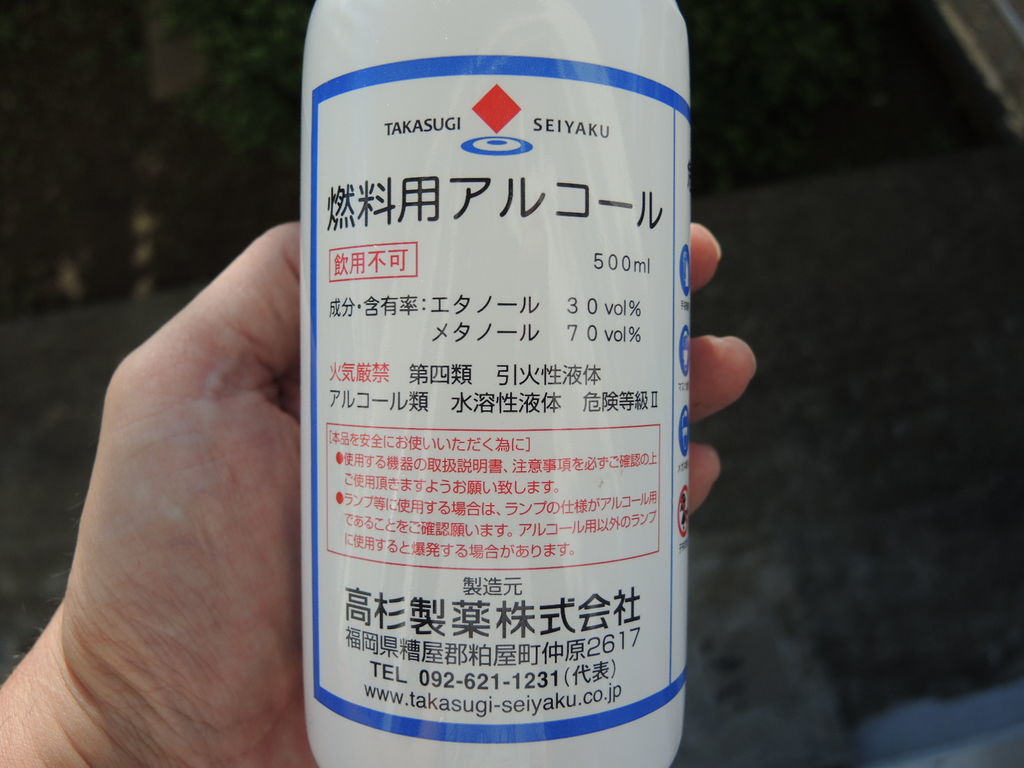 TAKASUGI SEIYAKU
燃料用アルコール
飲用不可 500ml
成分・含有率:エタノール 30vol%
メタノール 70vol%
火気厳禁 第四類 引火性液体
アルコール類 水溶性液体 危険等級Ⅱ
[本品を安全にお使いいただく為に]
●使用する機器の取扱説明書、注意事項を必ずご確認の上
ご使用頂きますようお願い致します。
●ランプ等に使用する場合は、ランプの仕様がアルコール用
であることをご確認願います。アルコール用以外のランプ
に使用すると爆発する場合があります。
製造元
高杉製薬株式会社
福岡県糟屋郡粕屋町仲原2617
TEL 092-621-1231(代表)
www.takasugi-seiyaku.co.jp